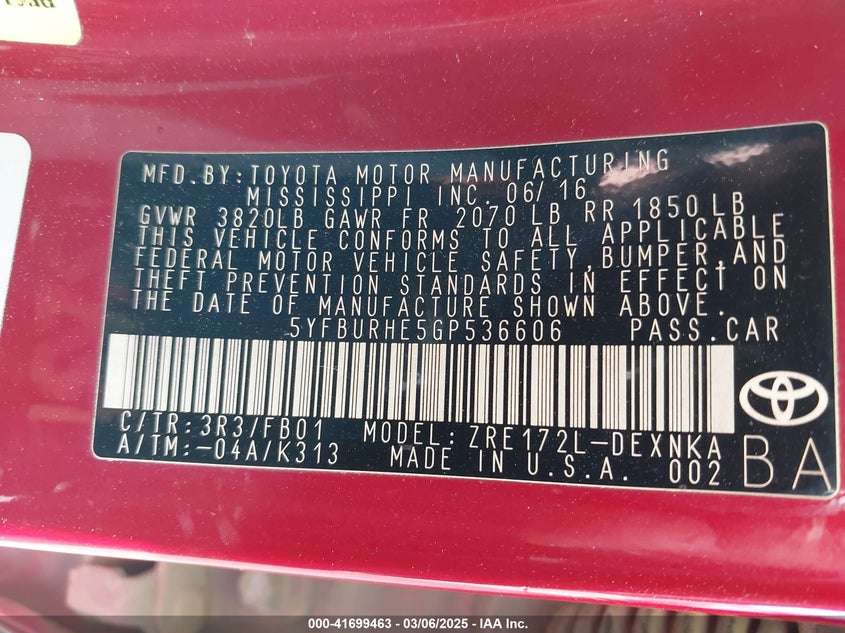 MFD.BY:TOYOTA MOTOR MANUFACTURING
MISSISSIPPI INC. 06/16
GVWR 3820LB GAWR FR 2070LB RR 1850LB
THIS VEHICLE CONFORMS TO ALL APPLICABLE
FEDERAL MOTOR VEHICLE SAFETY,BUMPER,AND
THEFT PREVENTION STANDARDS IN EFFECT ON
THE DATE OF MANUFACTURE SHOWN ABOVE.
5YFBURHE5GP536606 PASS.CAR
C/TR:3R3/FB01 MODEL:ZRE172L-DEXNKA
A/TM:-04A/K313 MADE IN U.S.A. 002
BA
000-41699463 — 03/06/2025 — IAA Inc.